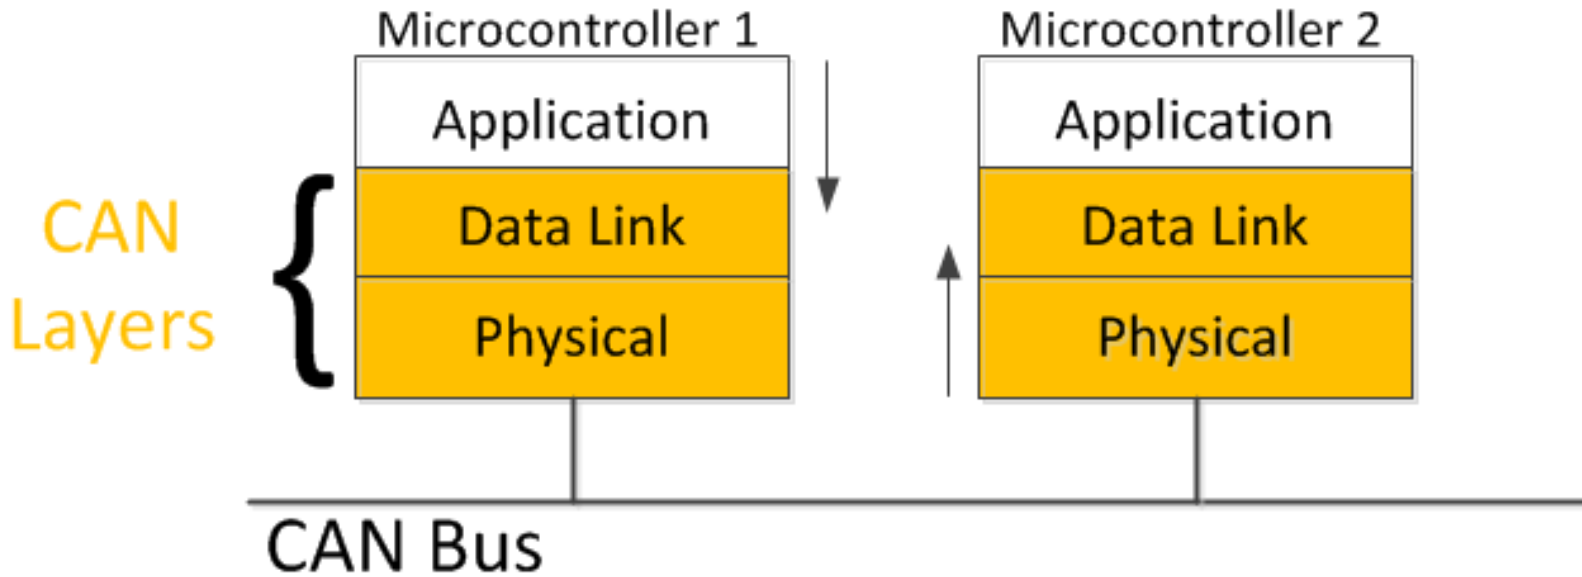 Microcontroller 1
Microcontroller 2
Application
Application
CAN
Layers
Data Link
Data Link
Physical
Physical
CAN Bus